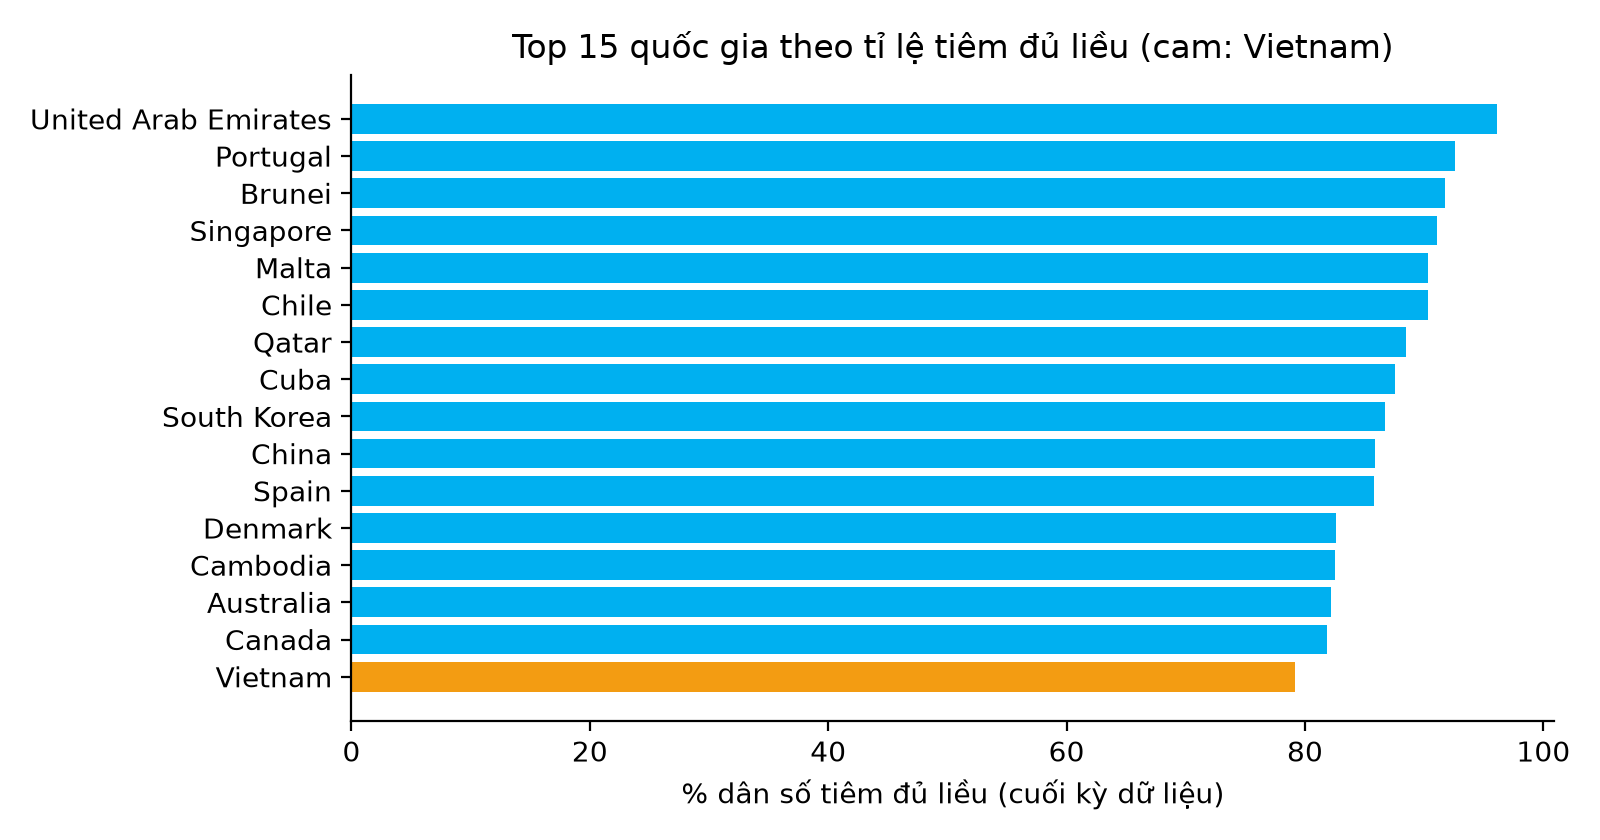 Top 15 quốc gia theo tỉ lệ tiêm đủ liều (cam: Vietnam)
United Arab Emirates
Portugal
Brunei
Singapore
Malta
Chile
Qatar
Cuba
South Korea
China
Spain
Denmark
Cambodia
Australia
Canada
Vietnam
0 20 40 60 80 100
% dân số tiêm đủ liều (cuối kỳ dữ liệu)